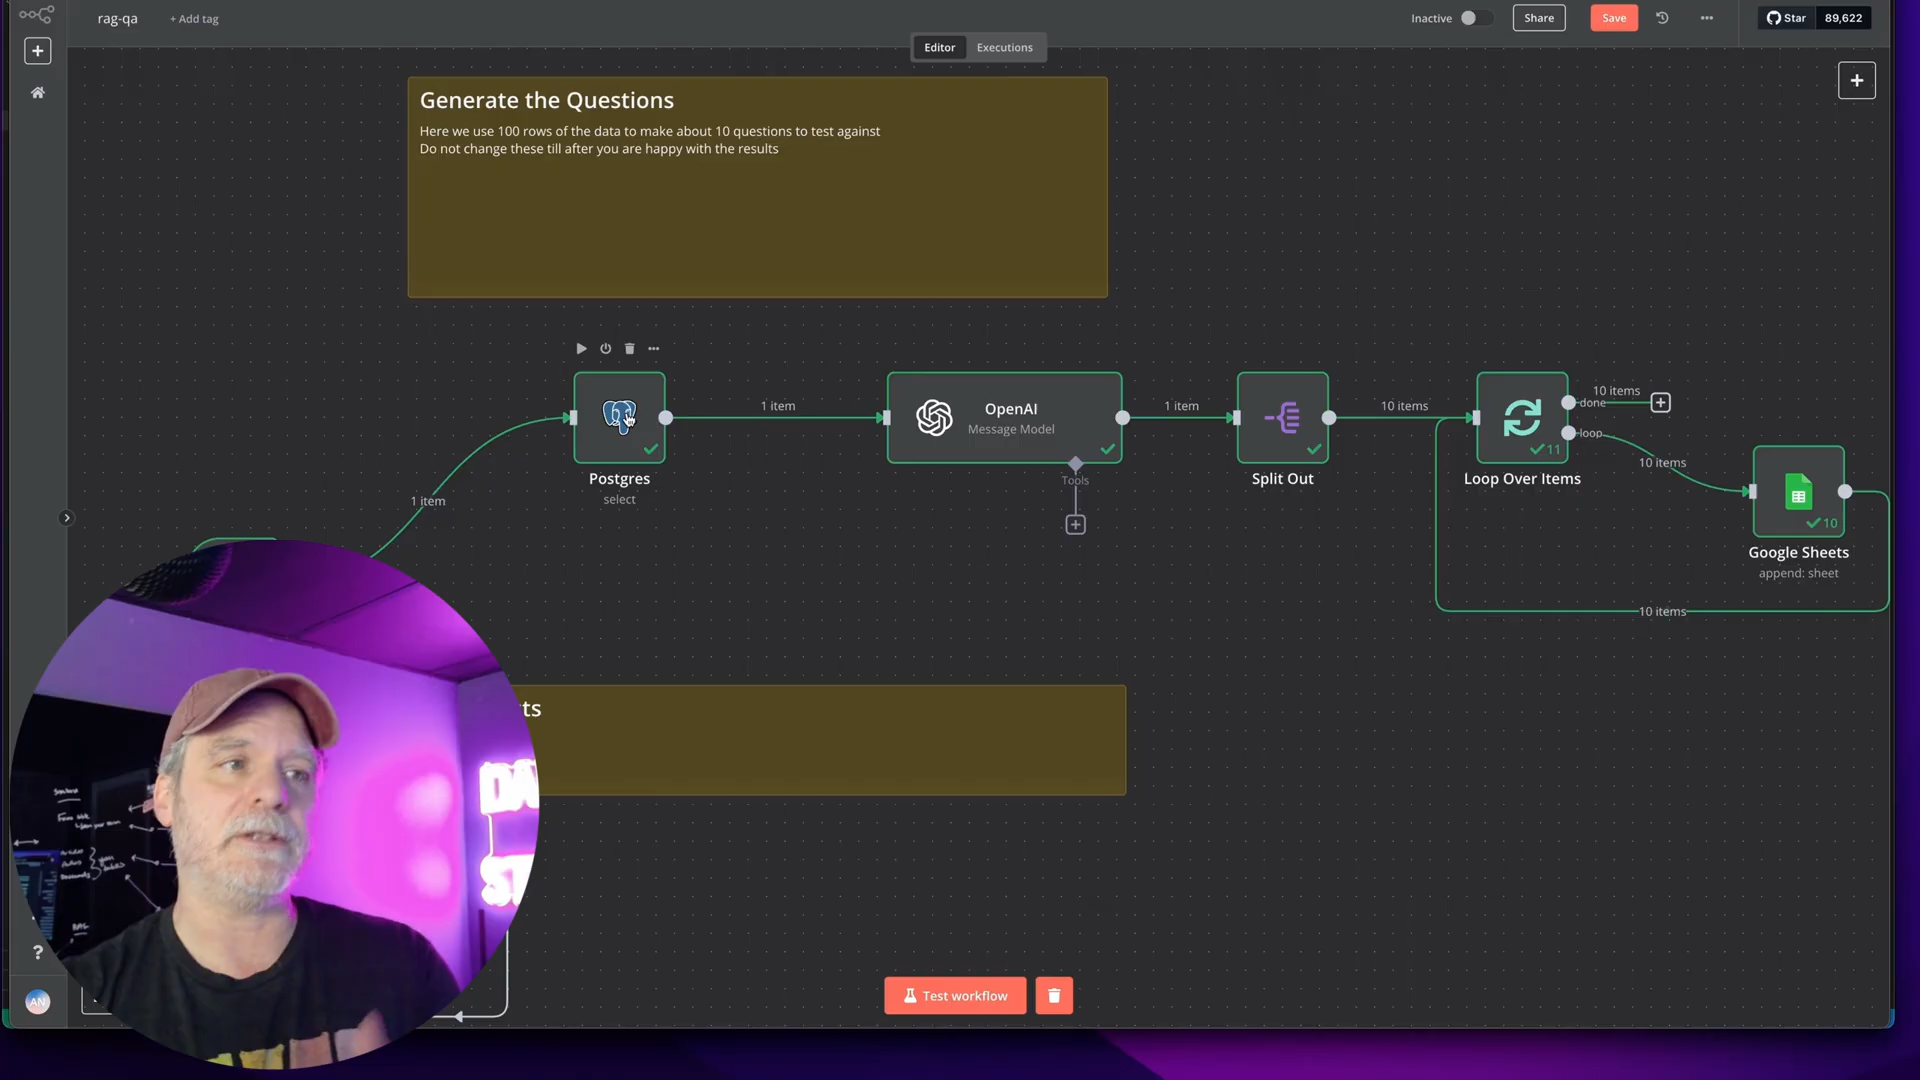 rag-qa
+ Add tag
Inactive
Share
Save
Star
89,622
Editor
Executions
Generate the Questions
Here we use 100 rows of the data to make about 10 questions to test against
Do not change these till after you are happy with the results
1 item
Postgres
select
1 item
OpenAI
Message Model
Tools
1 item
Split Out
10 items
Loop Over Items
11
10 items
done
loop
10 items
Google Sheets
append: sheet
10
10 items
ts
DA
ST
RAG
?
AN
Test workflow